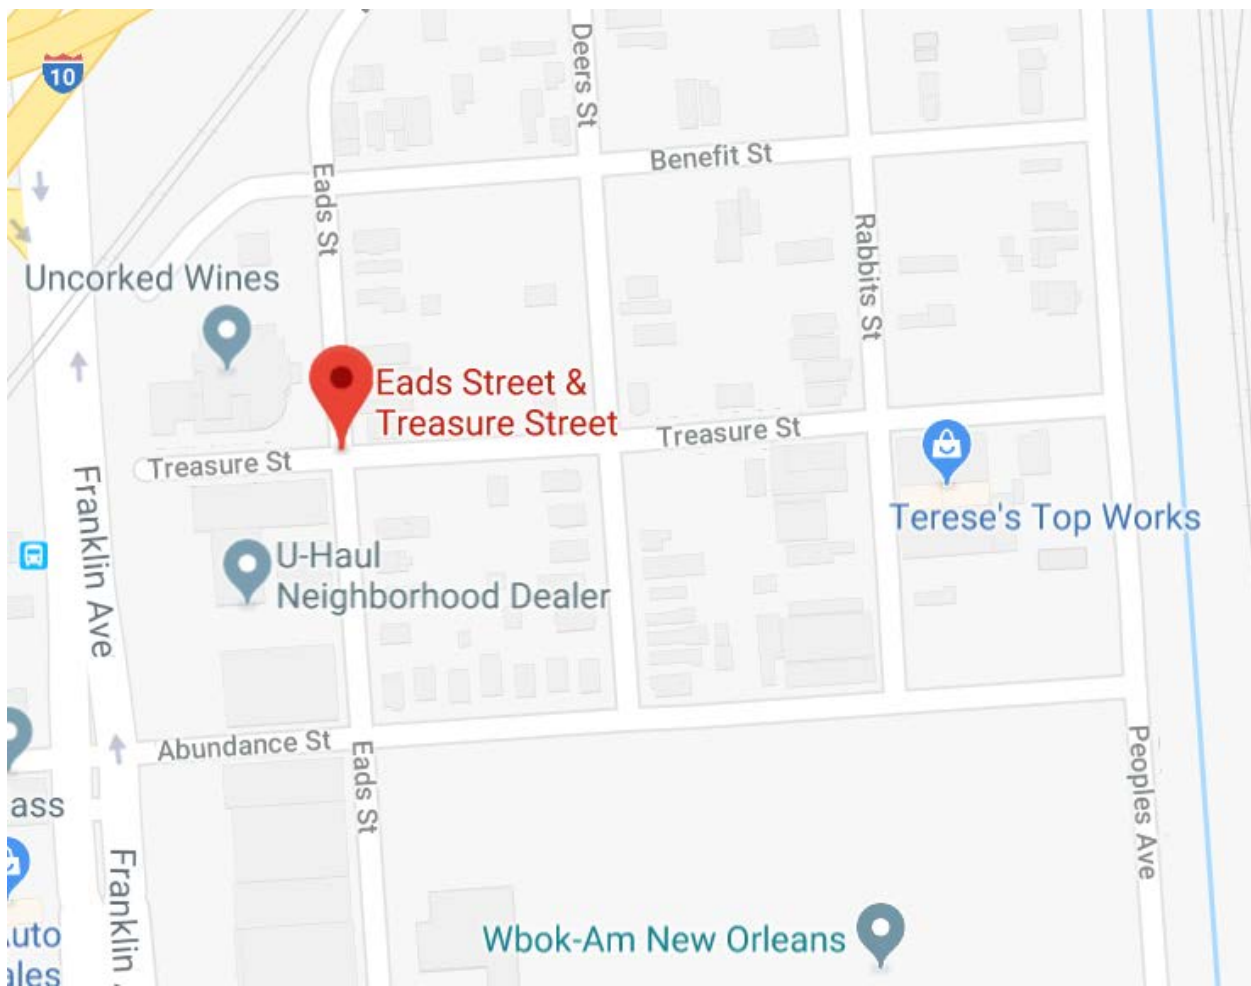 10
Deers St
Benefit St
Eads St
Rabbits St
Uncorked Wines
Eads Street &
Treasure Street
Treasure St
Treasure St
Terese's Top Works
Franklin Ave
U-Haul
Neighborhood Dealer
Abundance St
Eads St
Peoples Ave
ass
Franklin
Wbok-Am New Orleans
uto
ales